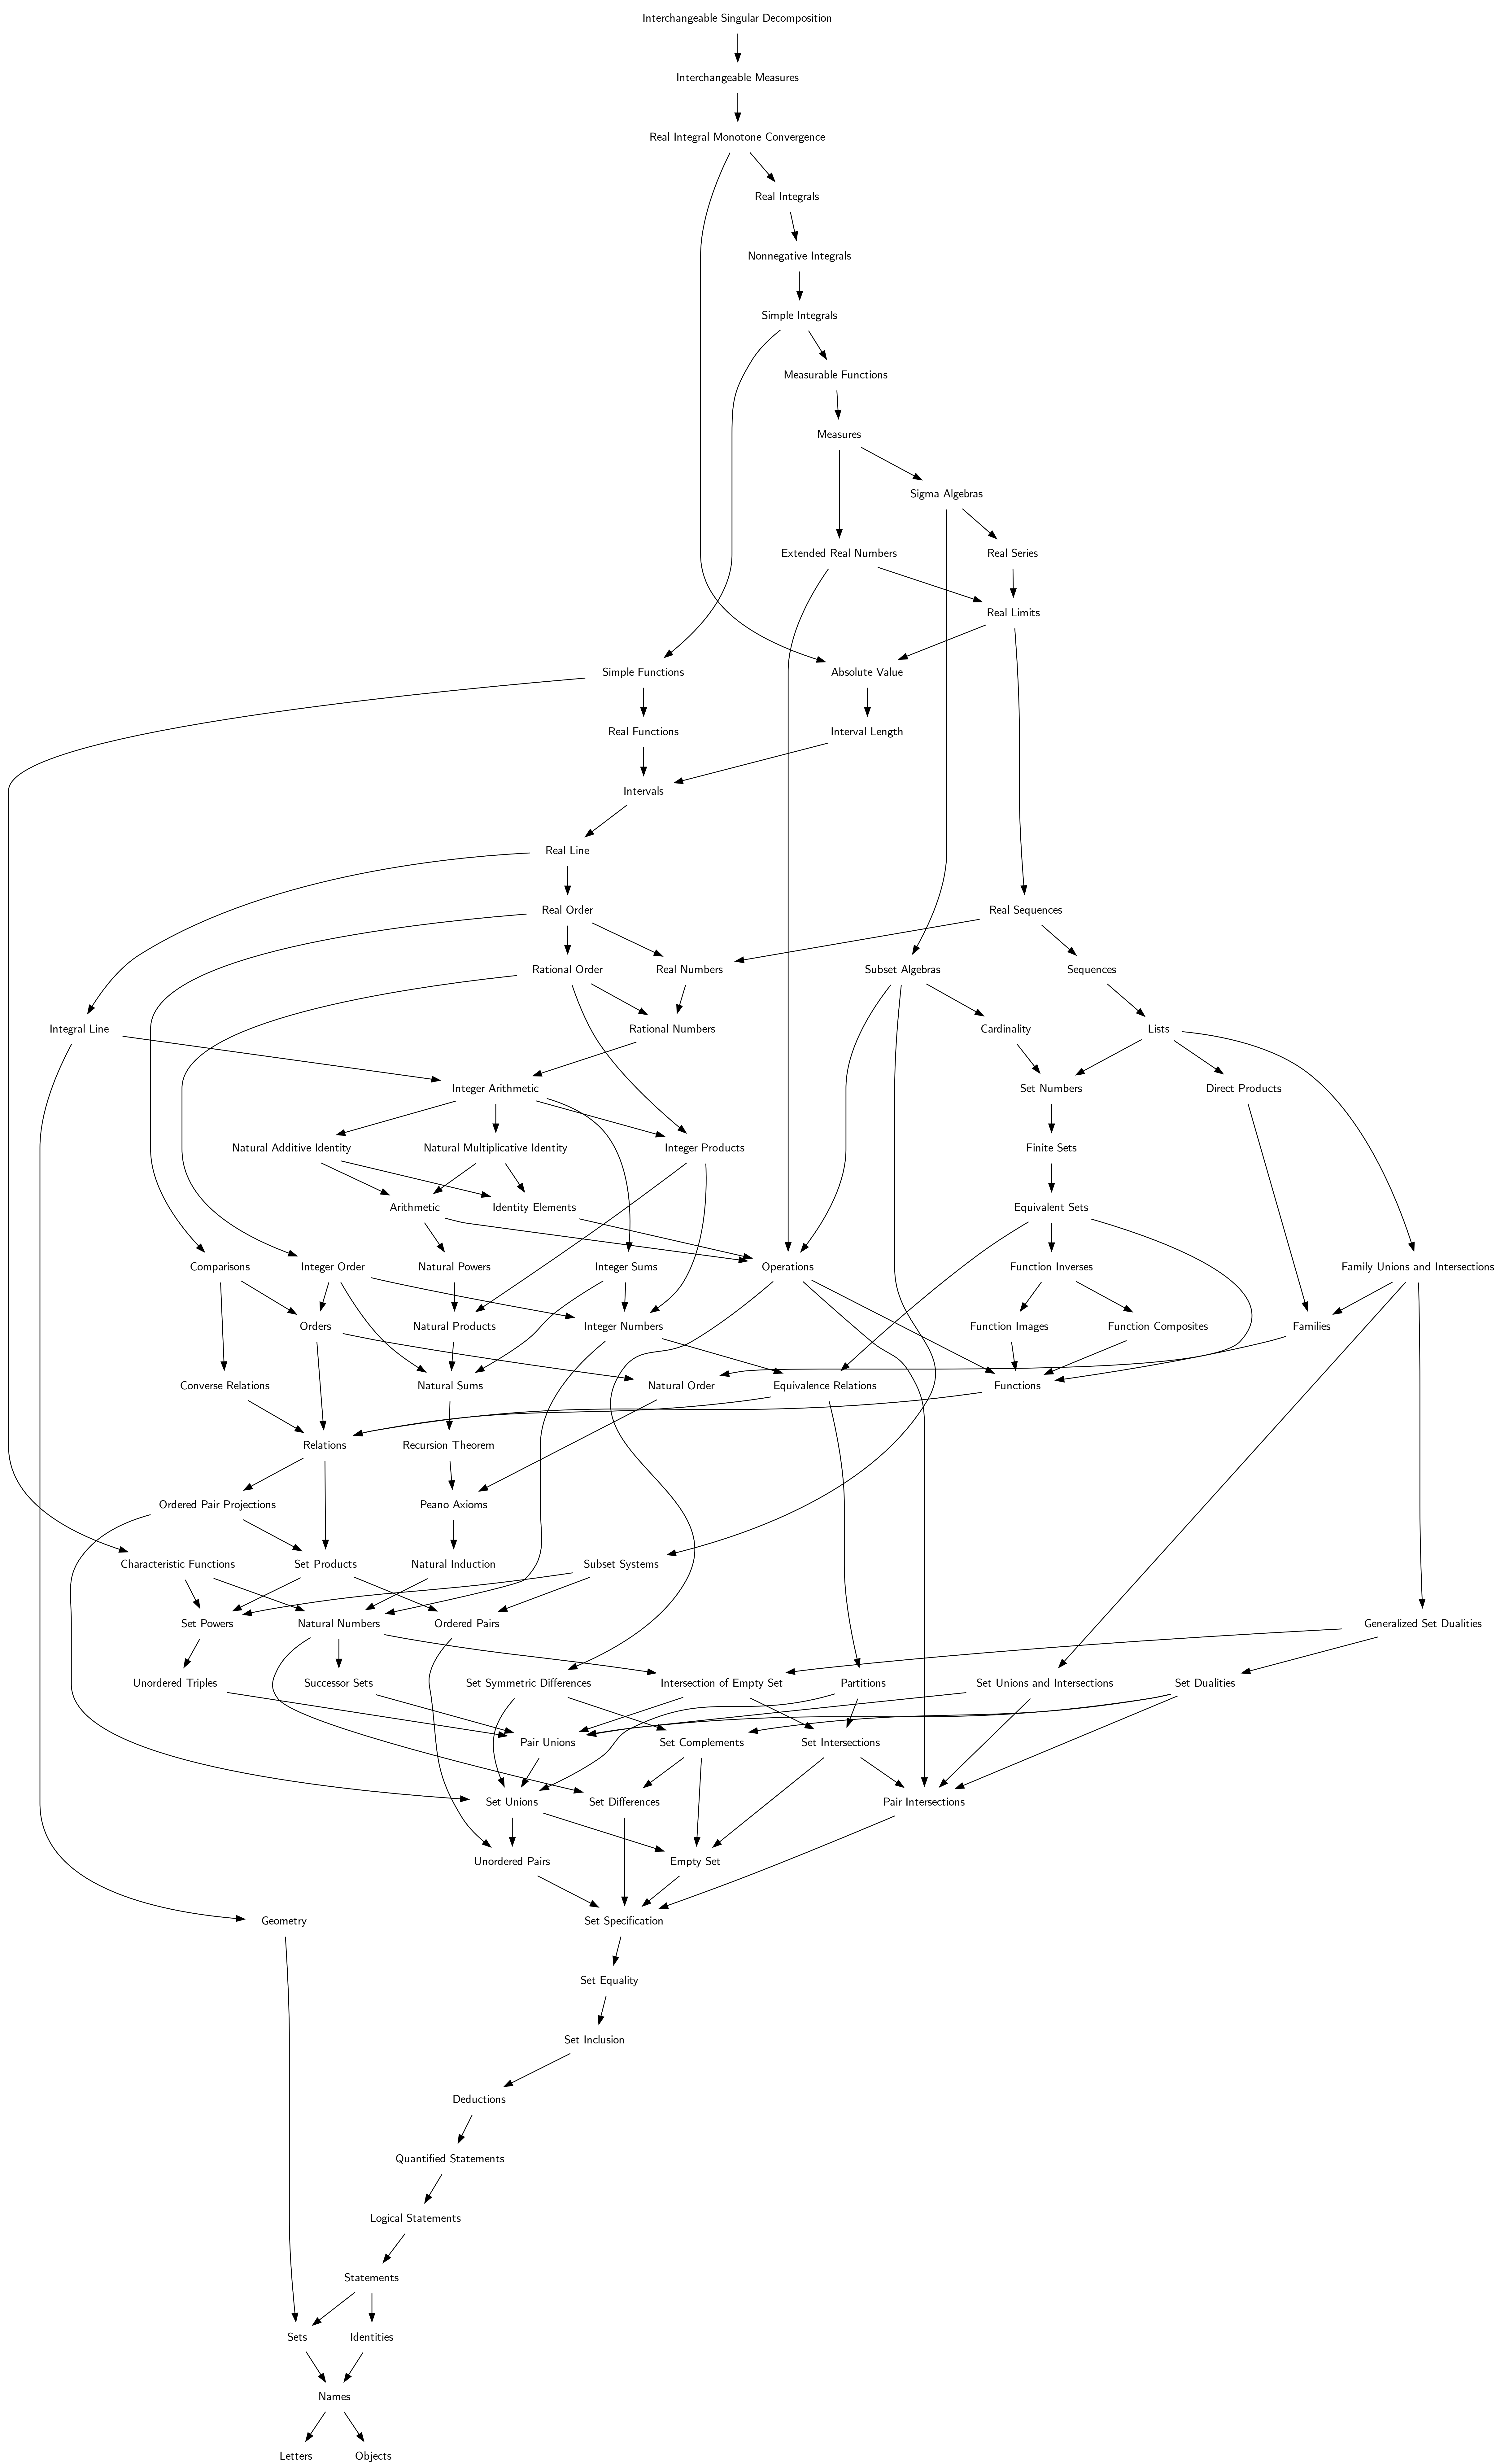 Interchangeable Singular Decomposition
Interchangeable Measures
Real Integral Monotone Convergence
Real Integrals
Nonnegative Integrals
Simple Integrals
Measurable Functions
Measures
Sigma Algebras
Extended Real Numbers
Real Series
Real Limits
Simple Functions
Absolute Value
Real Functions
Interval Length
Intervals
Real Line
Real Order
Real Sequences
Rational Order
Real Numbers
Subset Algebras
Sequences
Integral Line
Rational Numbers
Cardinality
Lists
Integer Arithmetic
Set Numbers
Direct Products
Natural Additive Identity
Natural Multiplicative Identity
Integer Products
Finite Sets
Arithmetic
Identity Elements
Equivalent Sets
Comparisons
Integer Order
Natural Powers
Integer Sums
Operations
Function Inverses
Family Unions and Intersections
Orders
Natural Products
Integer Numbers
Function Images
Function Composites
Families
Converse Relations
Natural Sums
Natural Order
Equivalence Relations
Functions
Relations
Recursion Theorem
Ordered Pair Projections
Peano Axioms
Characteristic Functions
Set Products
Natural Induction
Subset Systems
Set Powers
Natural Numbers
Ordered Pairs
Generalized Set Dualities
Unordered Triples
Successor Sets
Set Symmetric Differences
Intersection of Empty Set
Partitions
Set Unions and Intersections
Set Dualities
Pair Unions
Set Complements
Set Intersections
Set Unions
Set Differences
Pair Intersections
Unordered Pairs
Empty Set
Geometry
Set Specification
Set Equality
Set Inclusion
Deductions
Quantified Statements
Logical Statements
Statements
Sets
Identities
Names
Letters
Objects